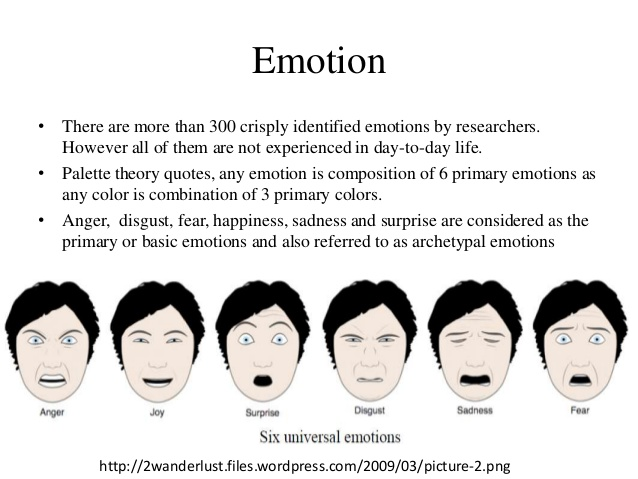 Emotion
• There are more than 300 crisply identified emotions by researchers.
However all of them are not experienced in day-to-day life.
• Palette theory quotes, any emotion is composition of 6 primary emotions as
any color is combination of 3 primary colors.
• Anger, disgust, fear, happiness, sadness and surprise are considered as the
primary or basic emotions and also referred to as archetypal emotions
Anger Joy Surprise Disgust Sadness Fear
Six universal emotions
http://2wanderlust.files.wordpress.com/2009/03/picture-2.png